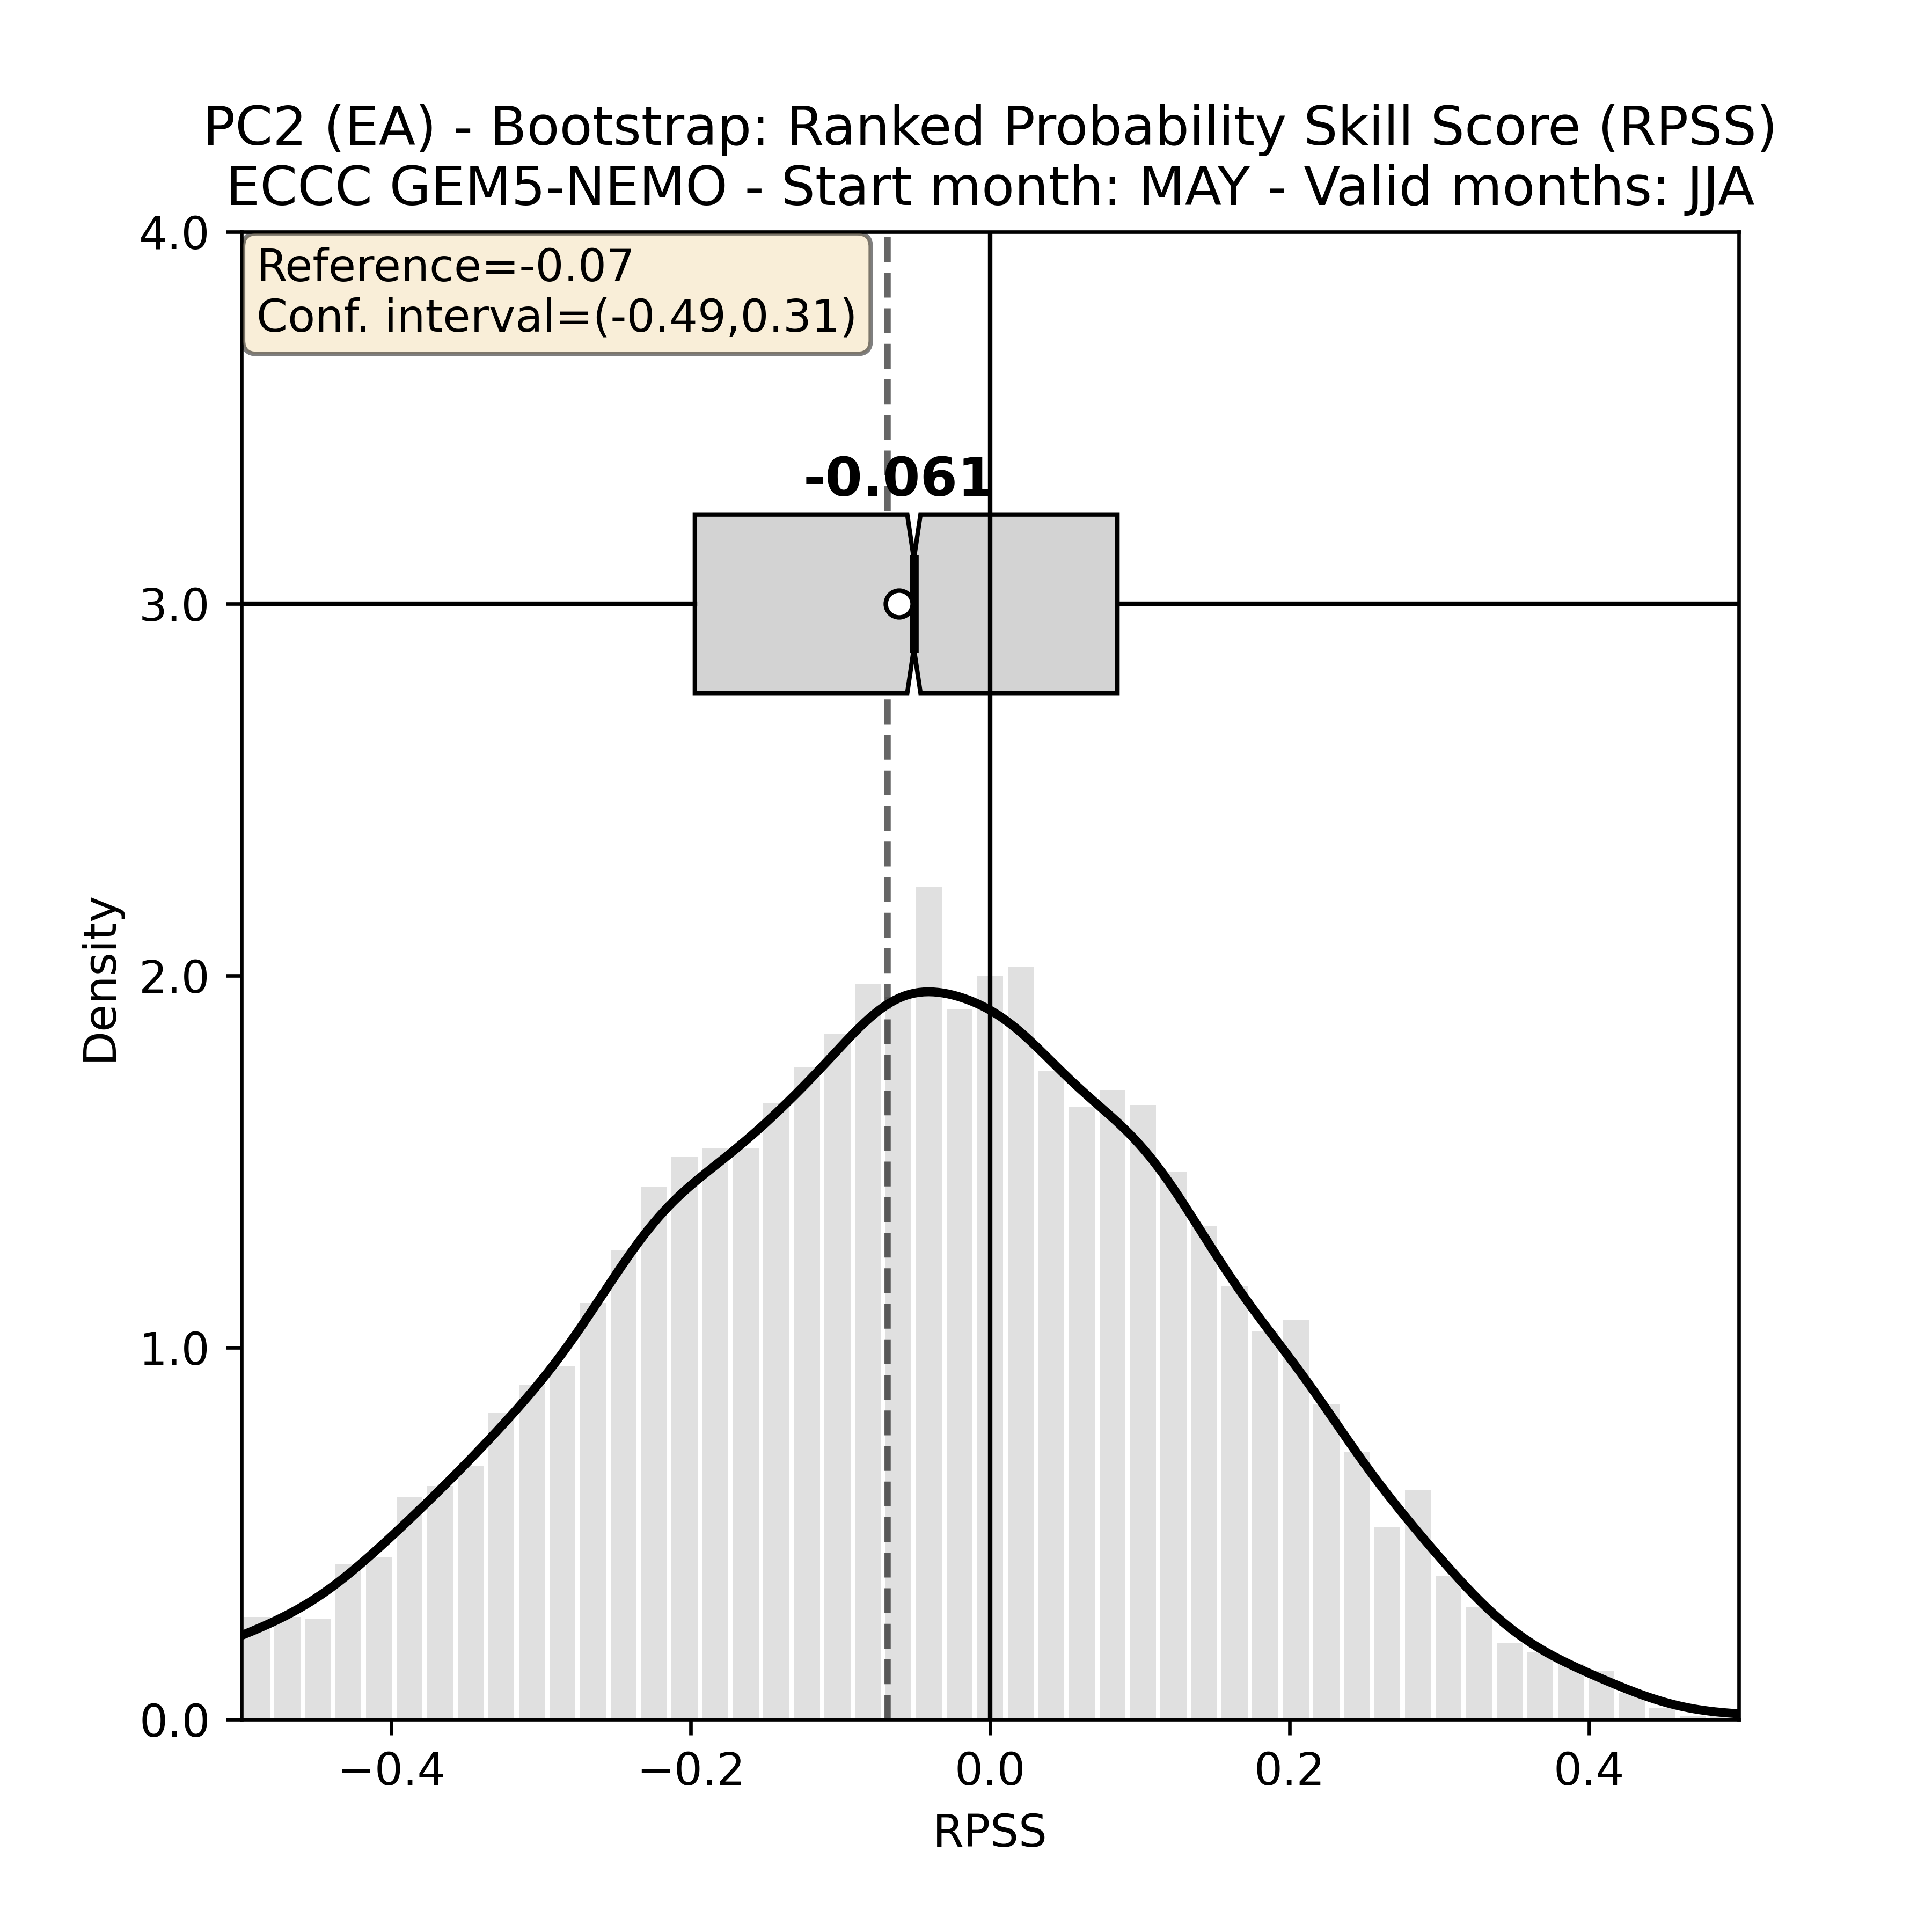 PC2 (EA) - Bootstrap: Ranked Probability Skill Score (RPSS)
ECCC GEM5-NEMO - Start month: MAY - Valid months: JJA
Reference=-0.07
Conf. interval=(-0.49,0.31)
-0.061
4.0
3.0
2.0
1.0
0.0
Density
−0.4 −0.2 0.0 0.2 0.4
RPSS